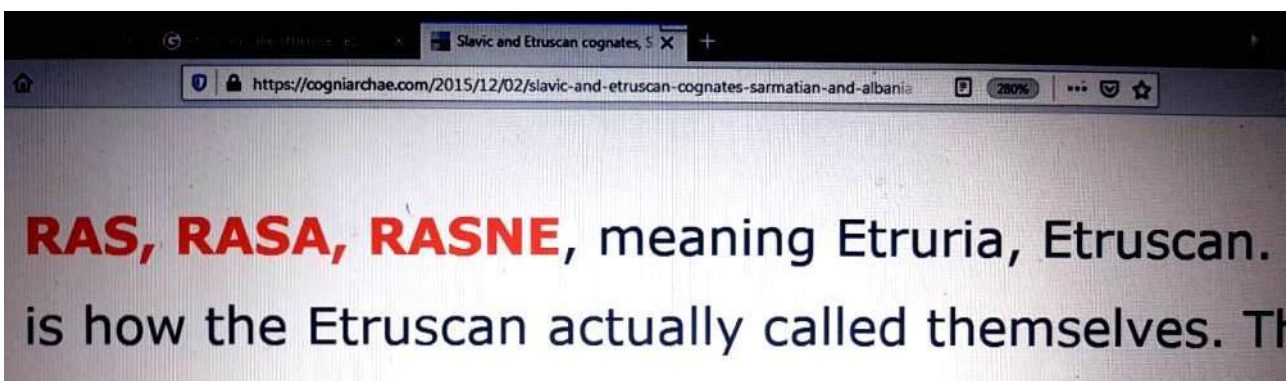 Slavic and Etruscan cognates, S
https://cogniarchae.com/2015/12/02/slavic-and-etruscan-cognates-sarmatian-and-albania
280%
RAS, RASA, RASNE, meaning Etruria, Etruscan.
is how the Etruscan actually called themselves. Th